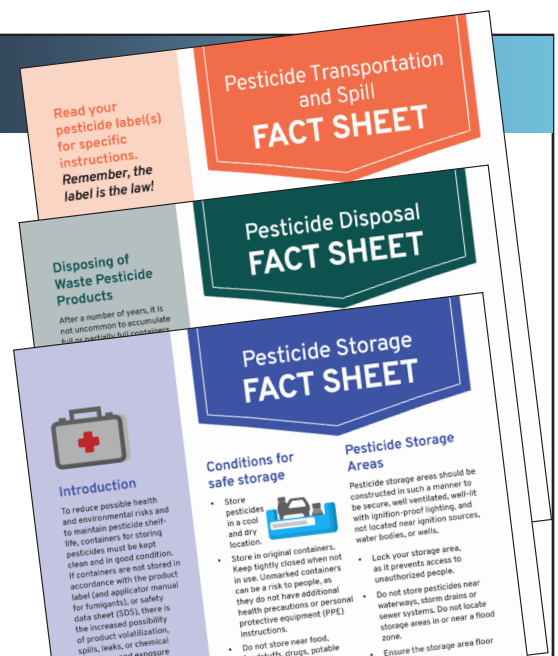 Read your
pesticide label(s)
for specific
instructions.
Remember, the
label is the law!
Pesticide Transportation
and Spill
FACT SHEET
Disposing of
Waste Pesticide
Products
After a number of years, it is
not uncommon to accumulate
full or partially full containers
Pesticide Disposal
FACT SHEET
Pesticide Storage
FACT SHEET
Introduction
To reduce possible health
and environmental risks and
to maintain pesticide shelf-
life, containers for storing
pesticides must be kept
clean and in good condition.
If containers are not stored in
accordance with the product
label (and applicator manual
for fumigants), or safety
data sheet (SDS), there is
the increased possibility
of product volatilization,
spills, leaks, or chemical
and exposure
Conditions for
safe storage
• Store
pesticides
in a cool
and dry
location.
• Store in original containers.
Keep tightly closed when not
in use. Unmarked containers
can be a risk to people, as
they do not have additional
health precautions or personal
protective equipment (PPE)
instructions.
• Do not store near food,
drugs, potable
Pesticide Storage
Areas
Pesticide storage areas should be
constructed in such a manner to
be secure, well ventilated, well-lit
with ignition-proof lighting, and
not located near ignition sources,
water bodies, or wells.
• Lock your storage area,
as it prevents access to
unauthorized people.
• Do not store pesticides near
waterways, storm drains or
sewer systems. Do not locate
storage areas in or near a flood
zone.
• Ensure the storage area floor